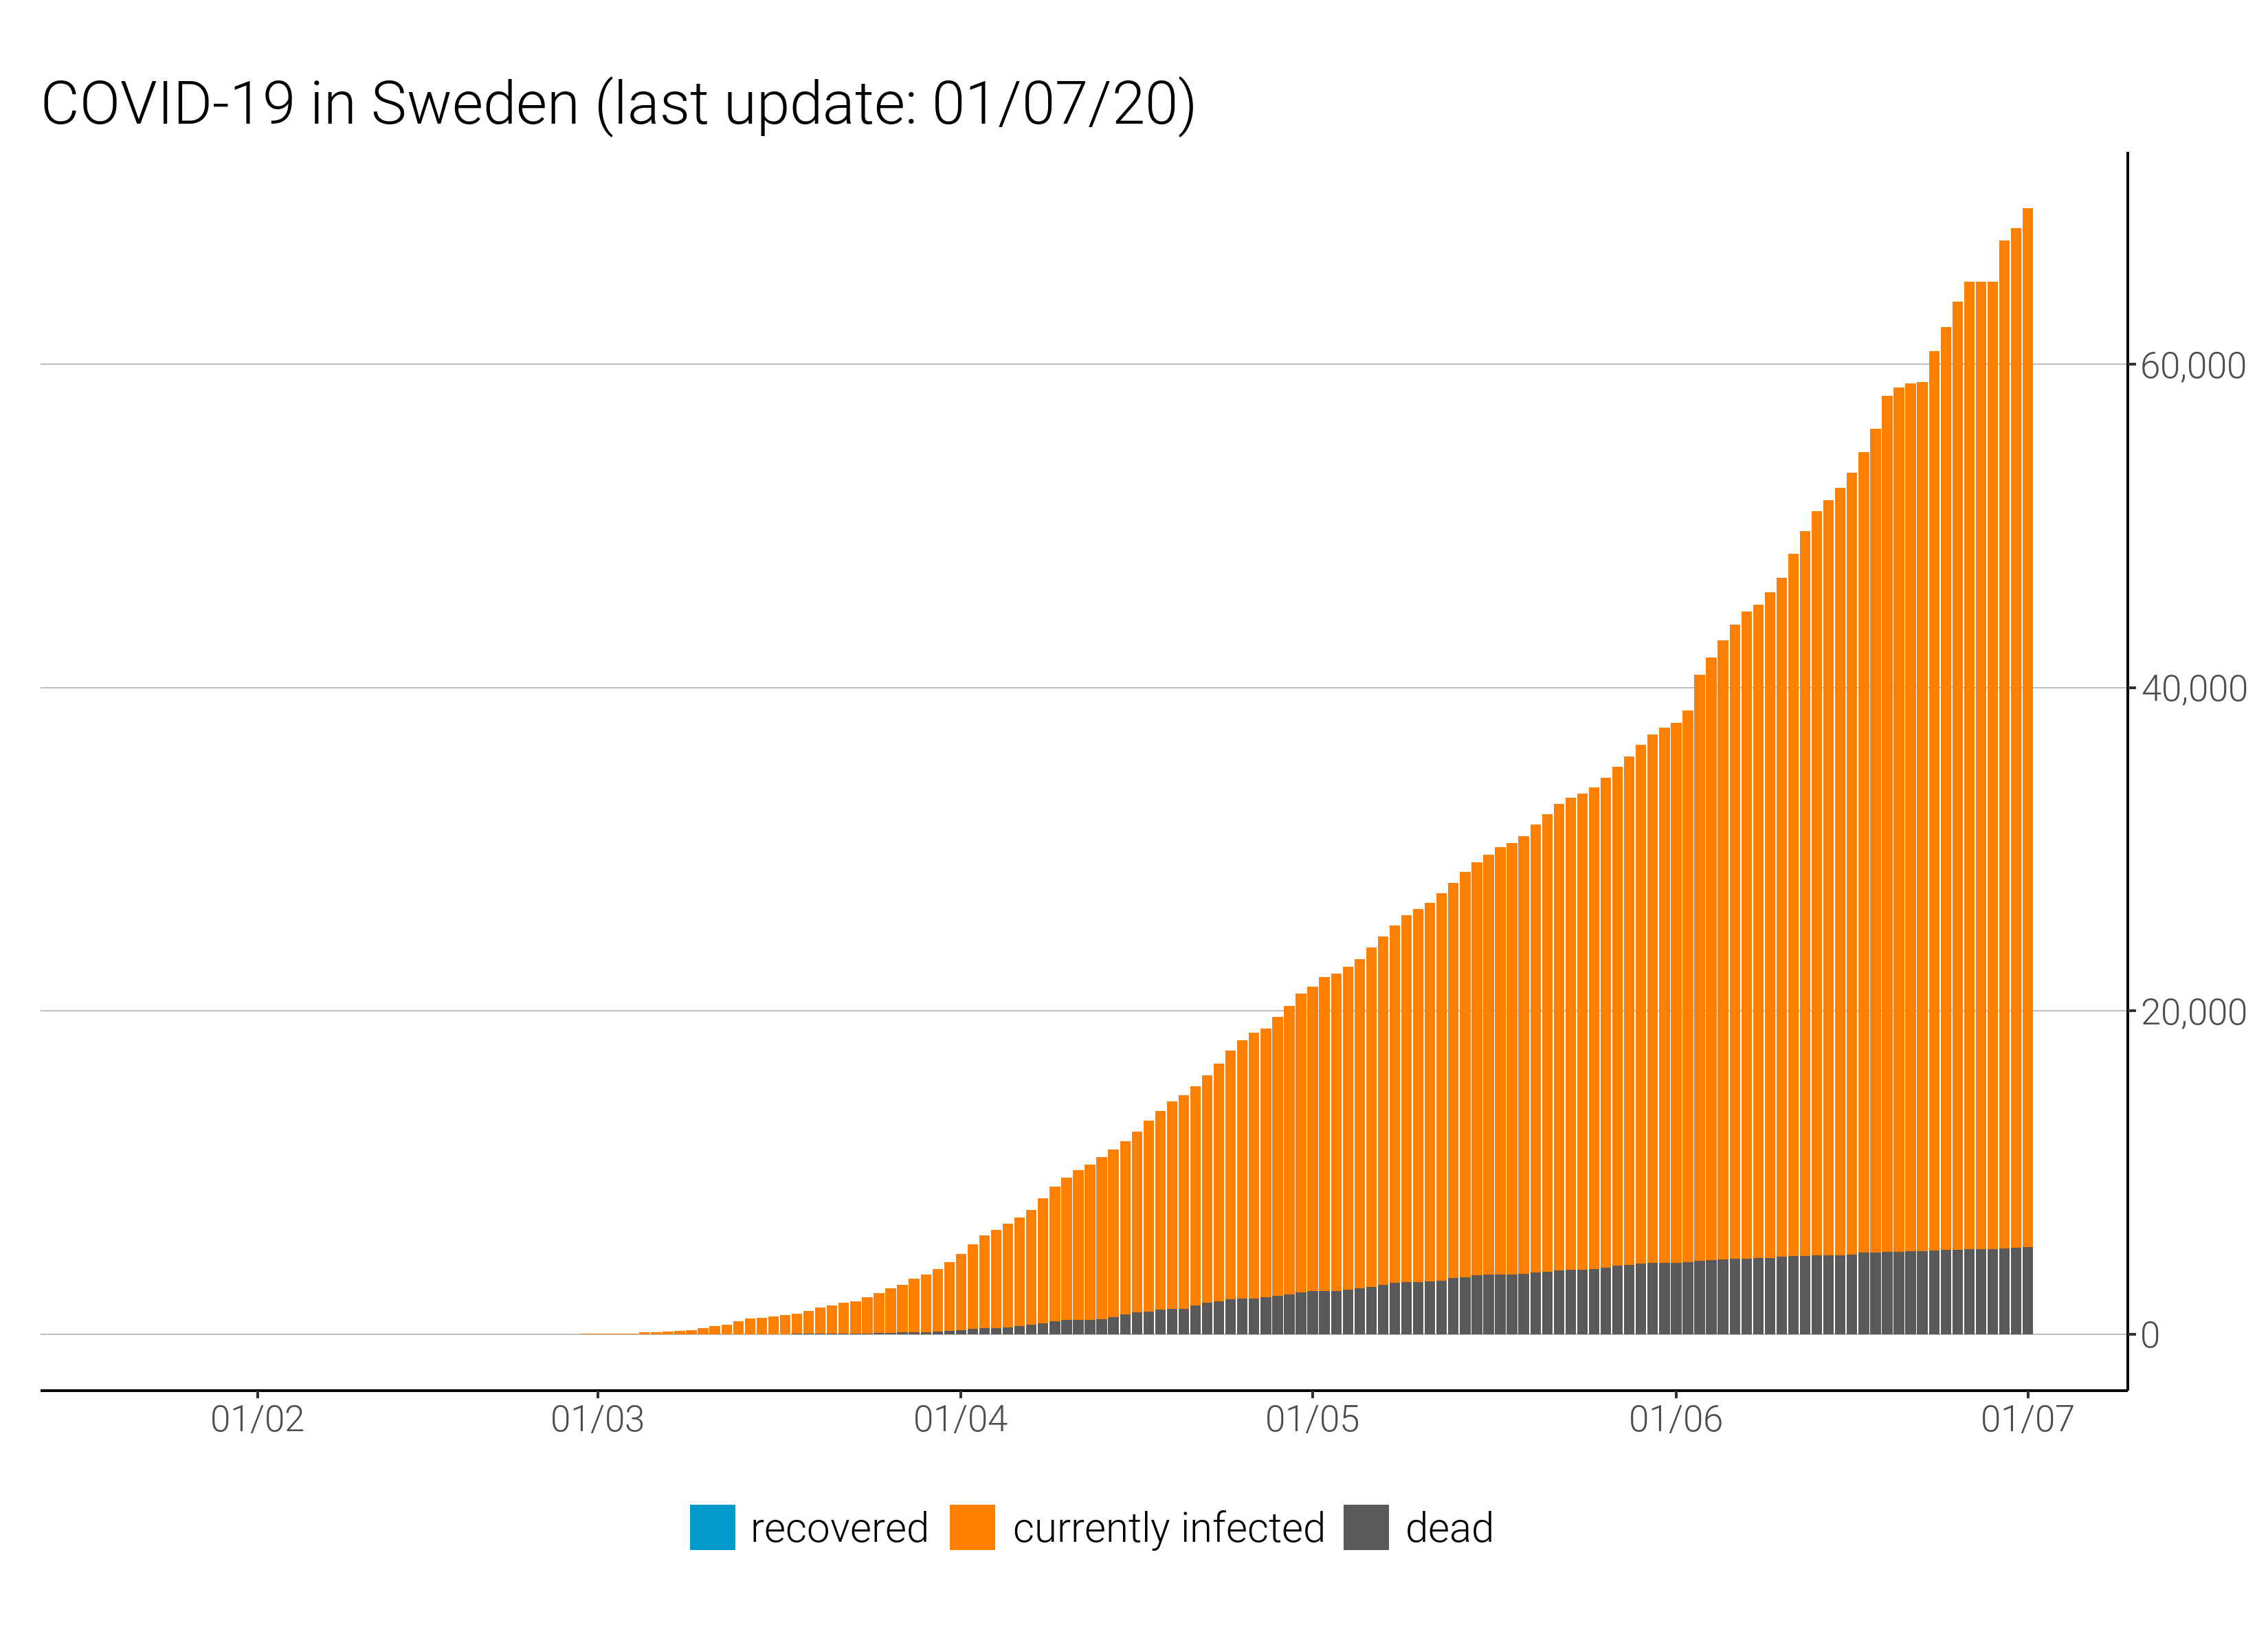 COVID-19 in Sweden (last update: 01/07/20)
60,000
40,000
20,000
0
01/02 01/03 01/04 01/05 01/06 01/07
recovered currently infected dead